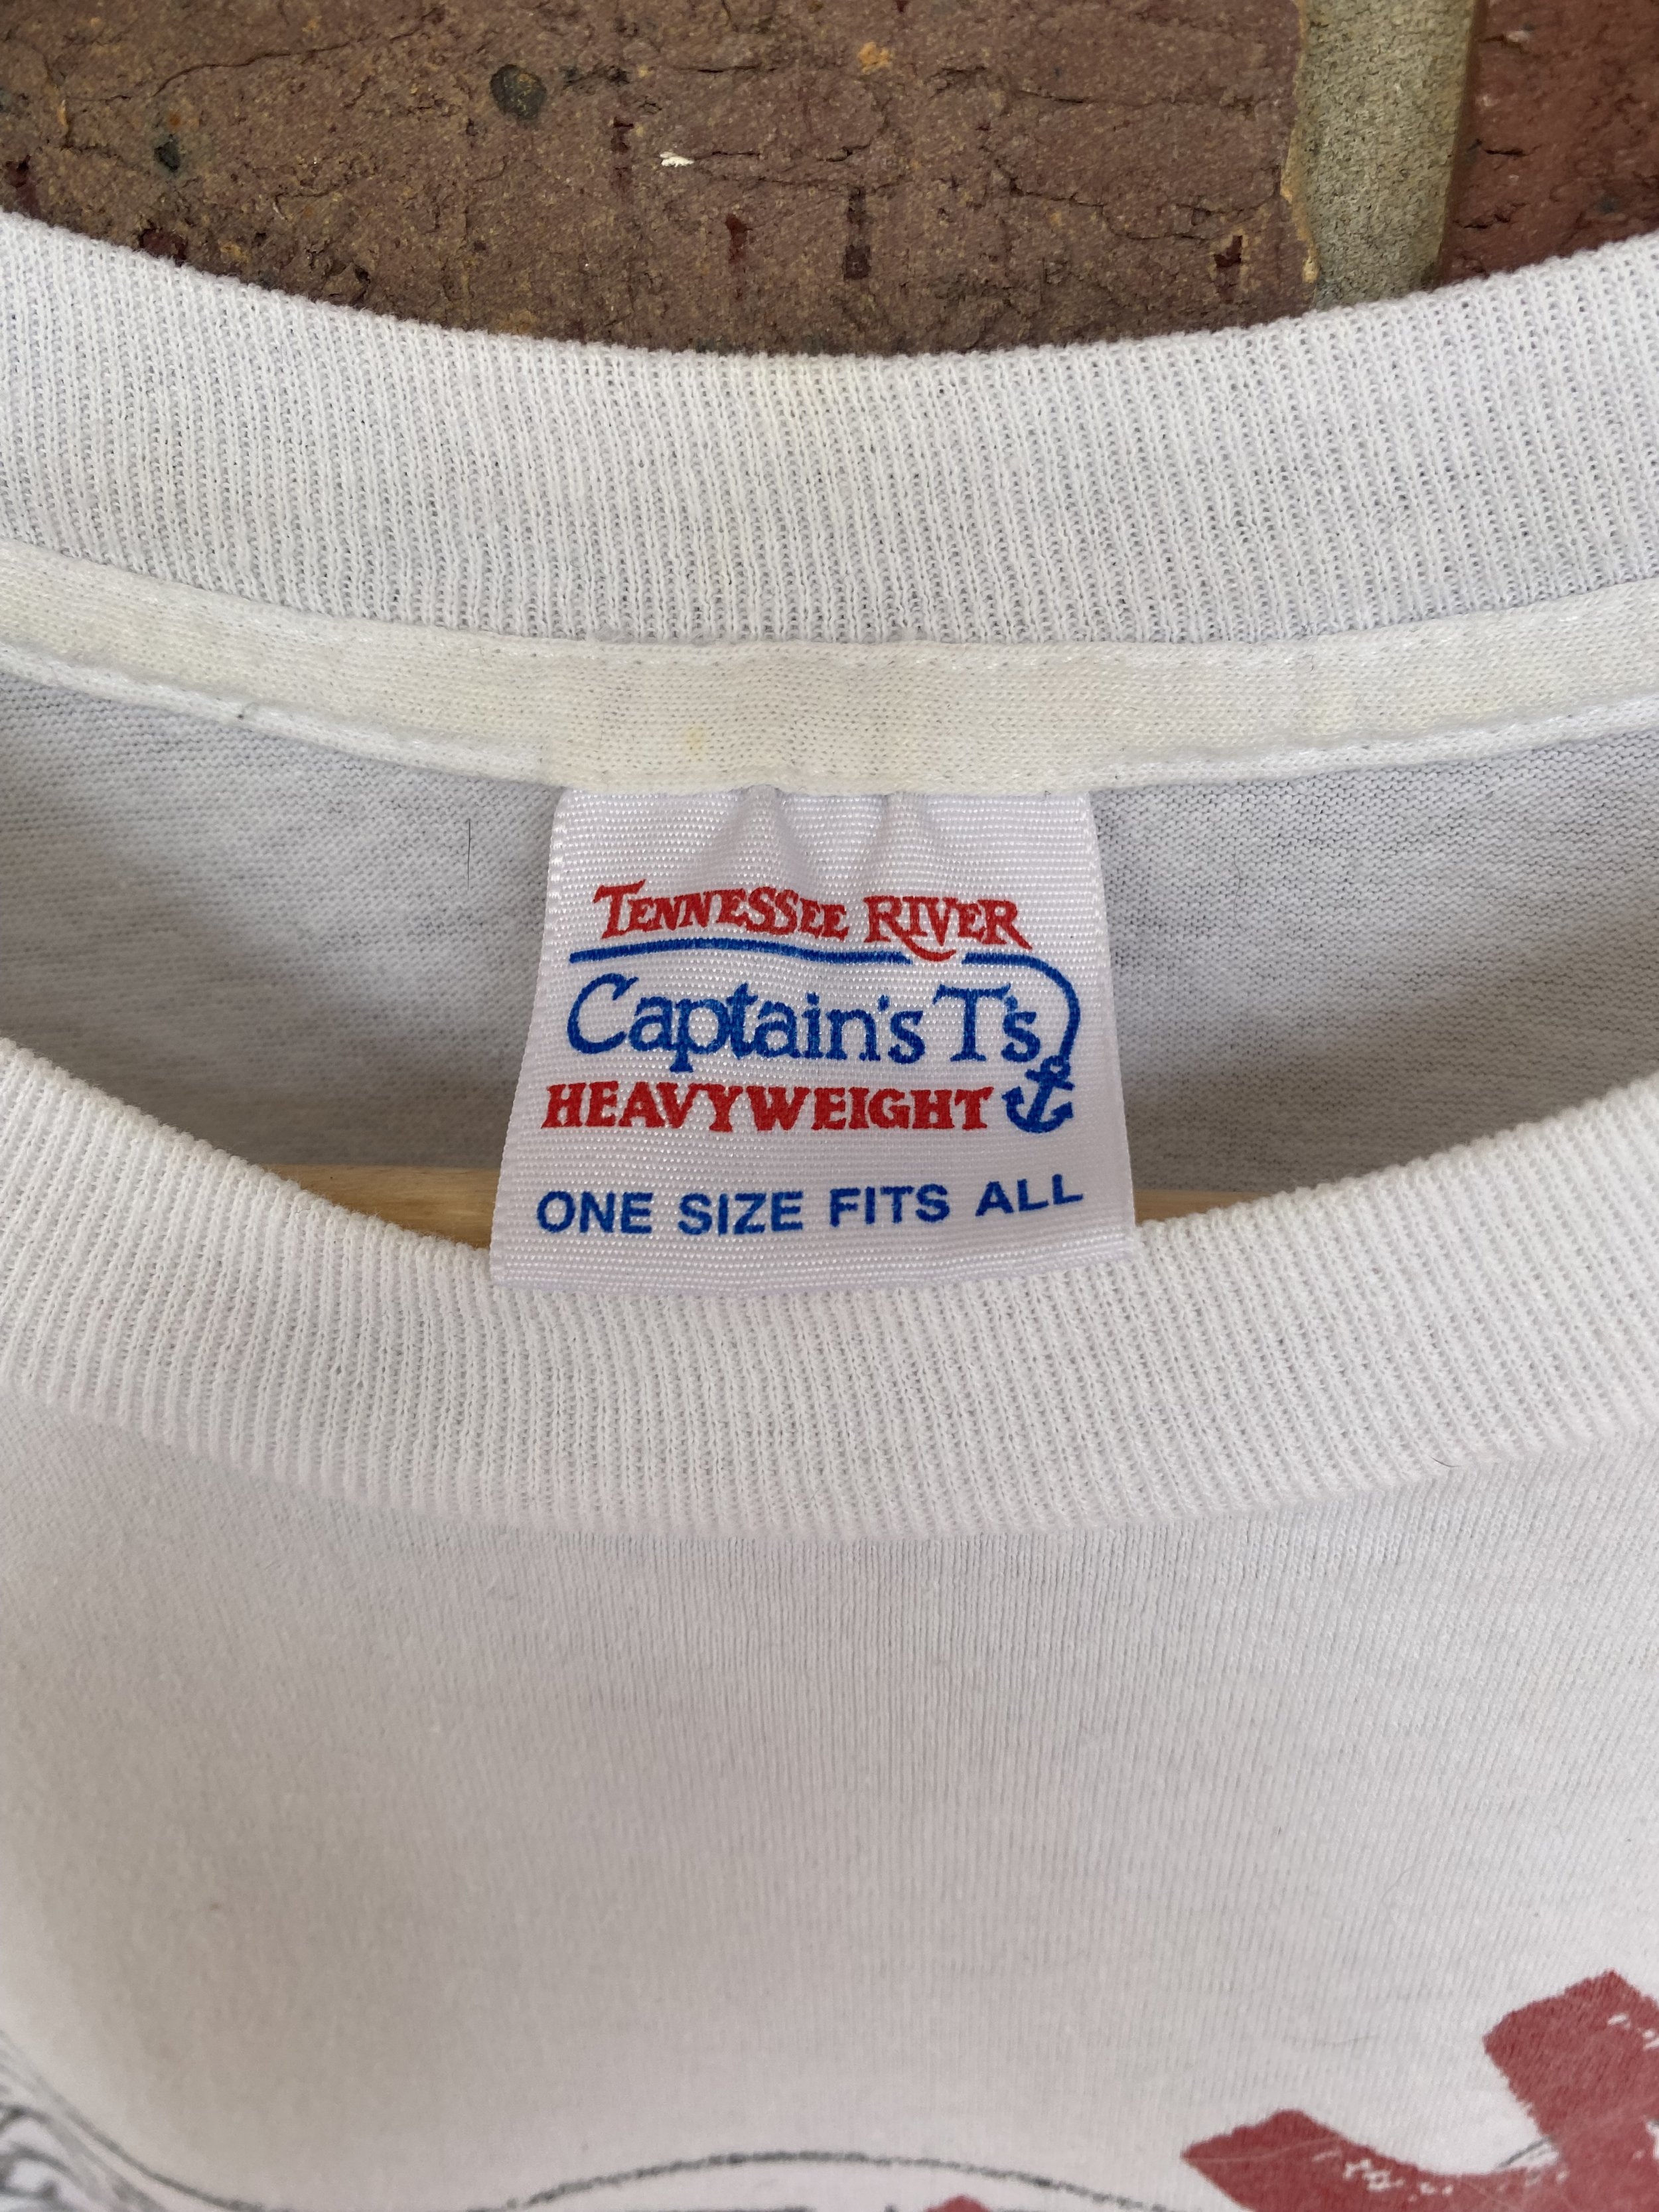 TENNESSEE RIVER
Captain's T's
HEAVYWEIGHT
ONE SIZE FITS ALL